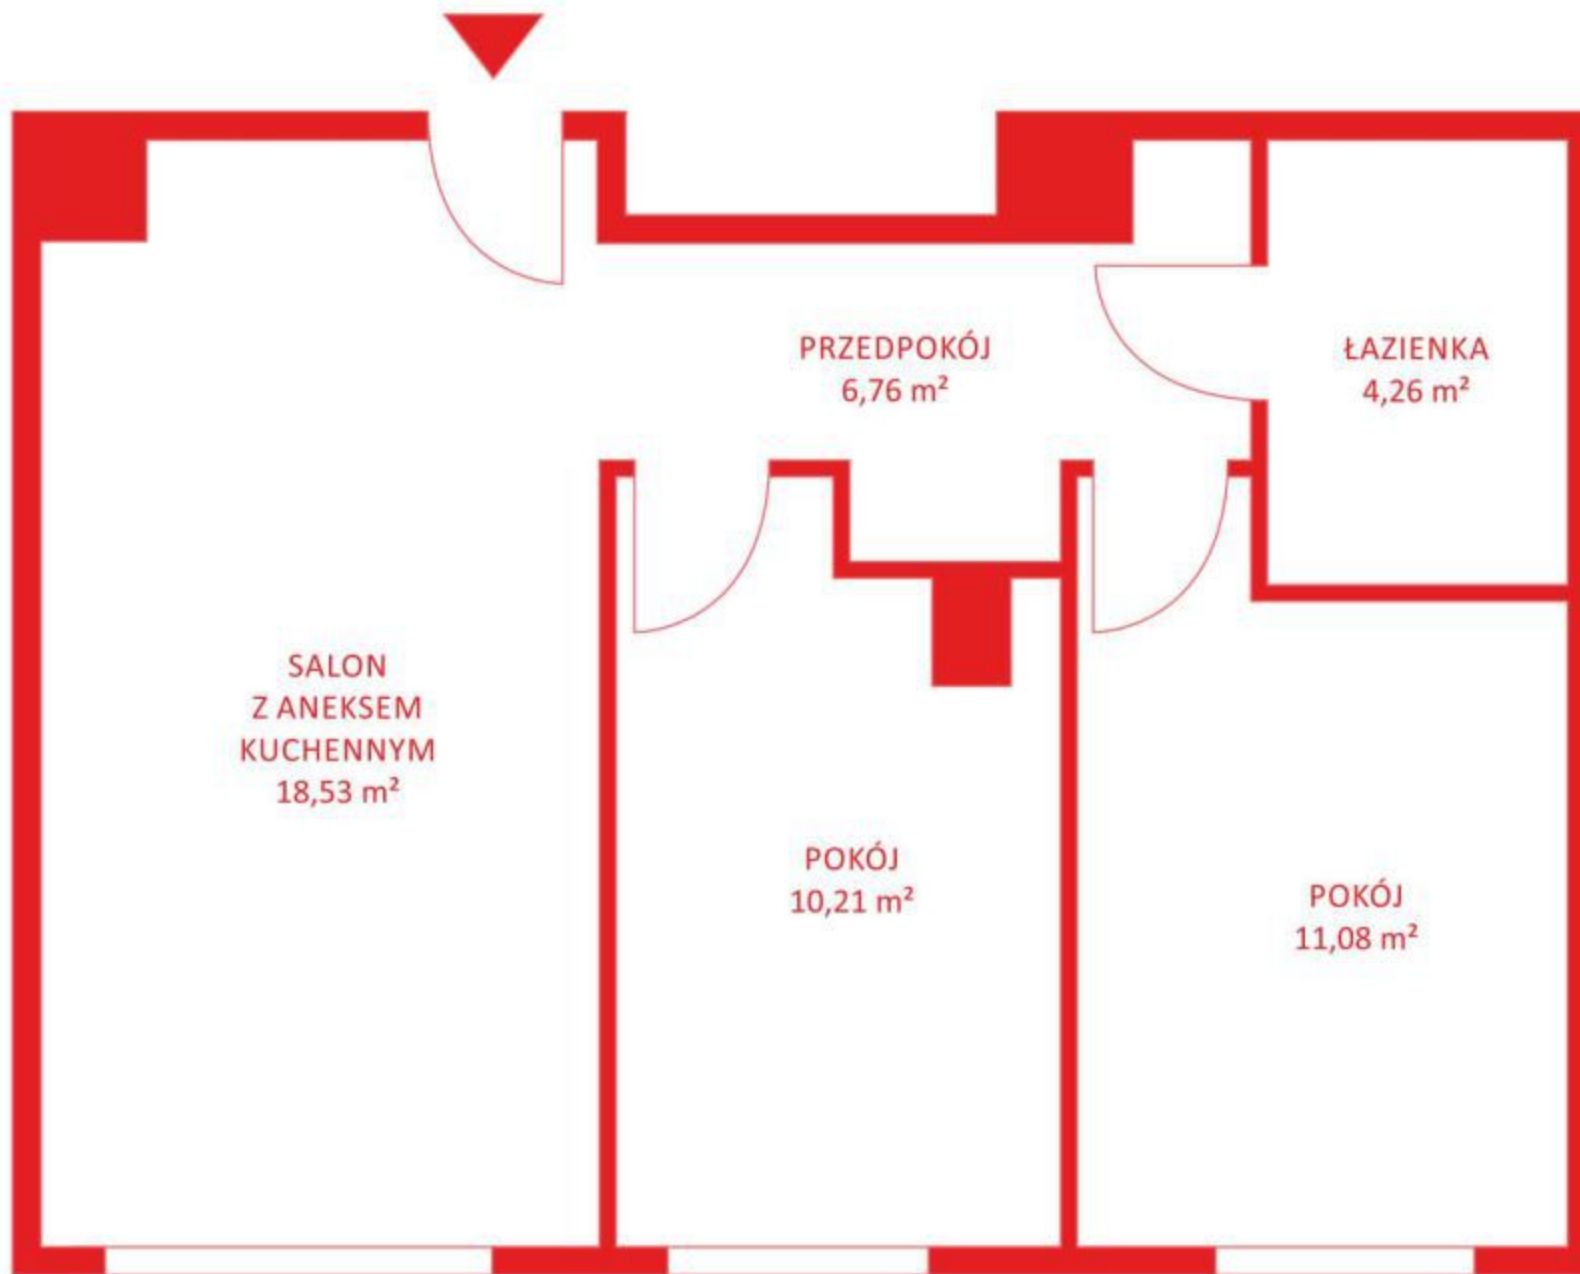 PRZEDPOKÓJ
6,76 m²
ŁAZIENKA
4,26 m²
SALON
Z ANEKSEM
KUCHENNYM
18,53 m²
POKÓJ
10,21 m²
POKÓJ
11,08 m²